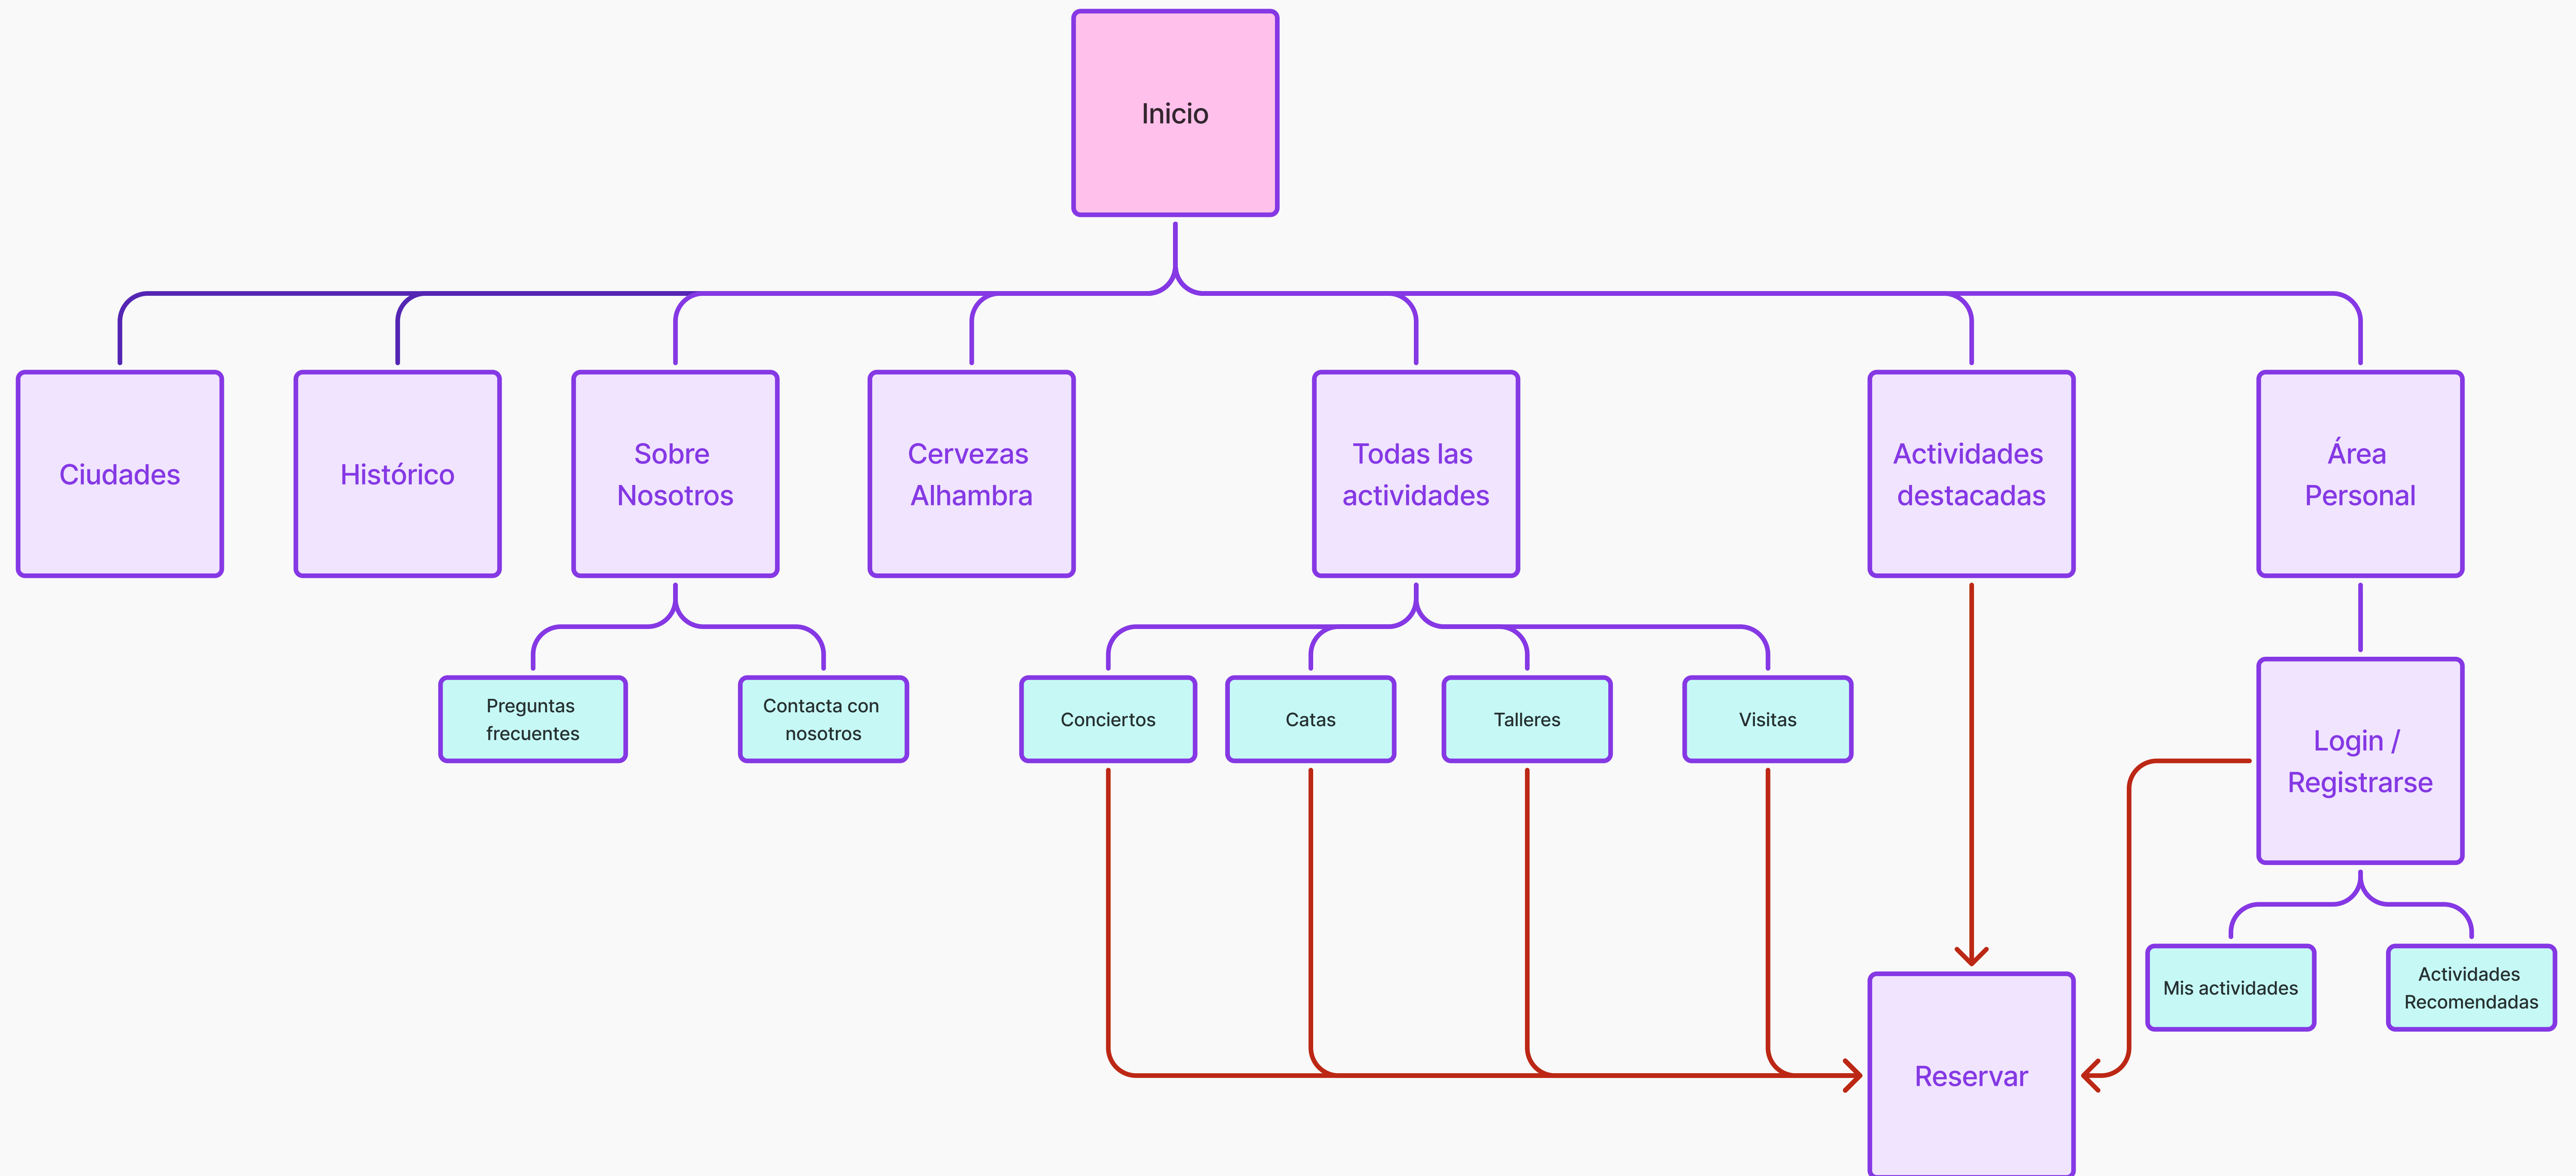 Inicio
Ciudades
Histórico
Sobre
Nosotros
Cervezas
Alhambra
Todas las
actividades
Actividades
destacadas
Área
Personal
Preguntas
frecuentes
Contacta con
nosotros
Conciertos
Catas
Talleres
Visitas
Login /
Registrarse
Mis actividades
Actividades
Recomendadas
Reservar